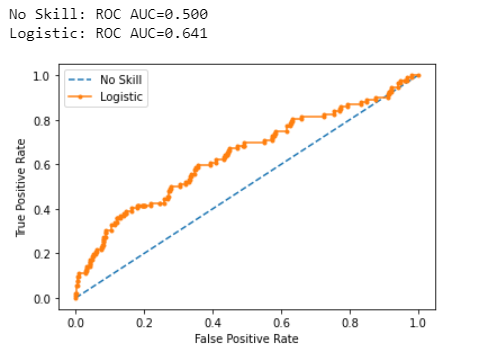 No Skill: ROC AUC=0.500
Logistic: ROC AUC=0.641
No Skill
Logistic
True Positive Rate
1.0
0.8
0.6
0.4
0.2
0.0
0.0 0.2 0.4 0.6 0.8 1.0
False Positive Rate